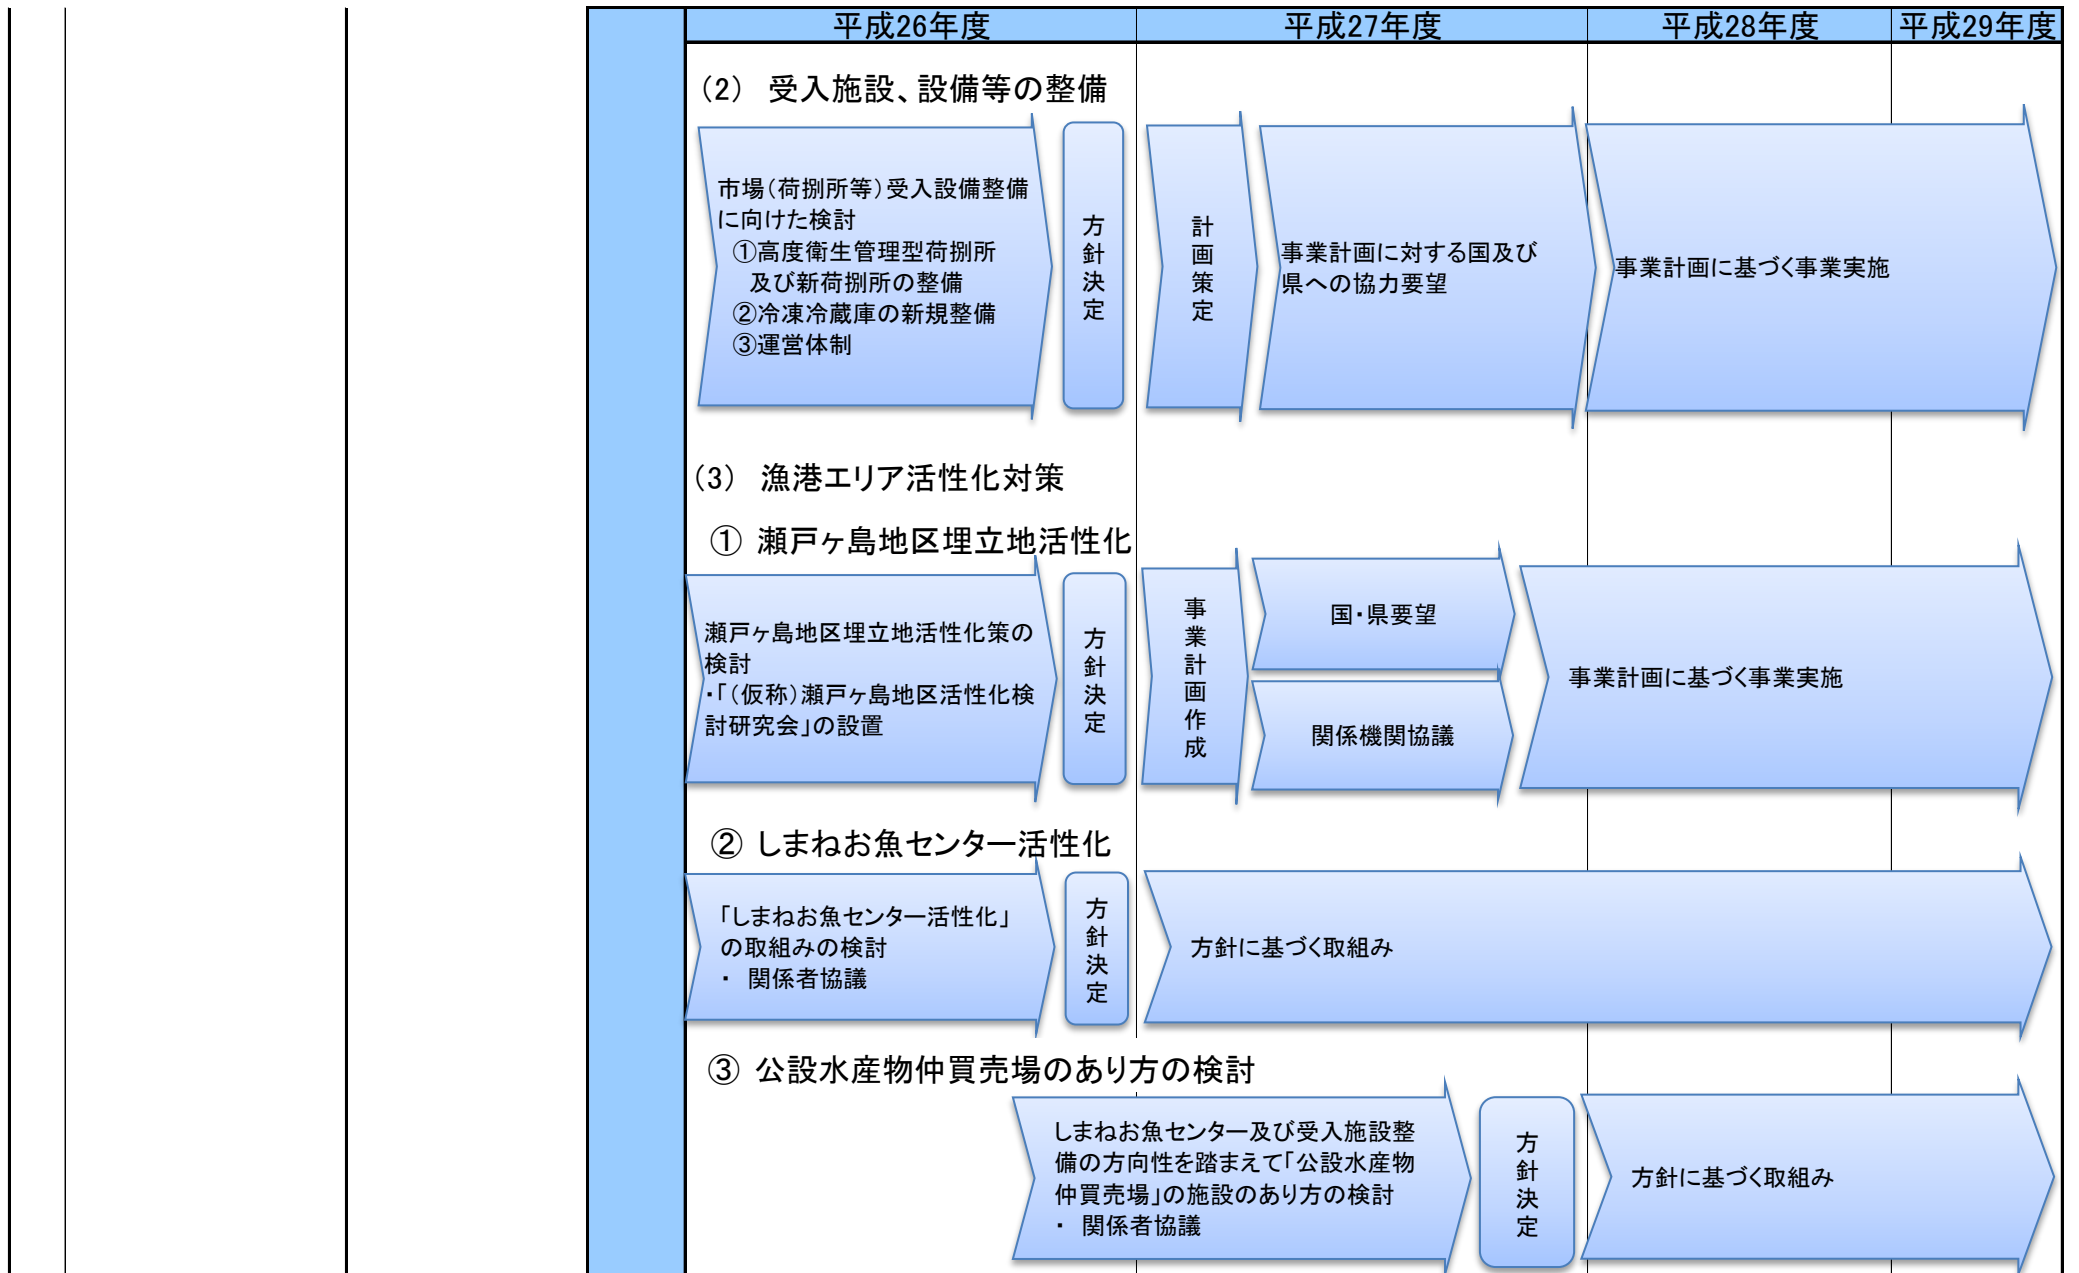 平成26年度
平成27年度
平成28年度
平成29年度
(2) 受入施設、設備等の整備
市場(荷捌所等)受入設備整備
に向けた検討
①高度衛生管理型荷捌所
及び新荷捌所の整備
②冷凍冷蔵庫の新規整備
③運営体制
方針決定
計画策定
事業計画に対する国及び
県への協力要望
事業計画に基づく事業実施
(3) 漁港エリア活性化対策
① 瀬戸ヶ島地区埋立地活性化
瀬戸ヶ島地区埋立地活性化策の
検討
・「(仮称)瀬戸ヶ島地区活性化検
討研究会」の設置
方針決定
事業計画作成
国・県要望
関係機関協議
事業計画に基づく事業実施
② しまねお魚センター活性化
「しまねお魚センター活性化」
の取組みの検討
・ 関係者協議
方針決定
方針に基づく取組み
③ 公設水産物仲買売場のあり方の検討
しまねお魚センター及び受入施設整
備の方向性を踏まえて「公設水産物
仲買売場」の施設のあり方の検討
・ 関係者協議
方針決定
方針に基づく取組み